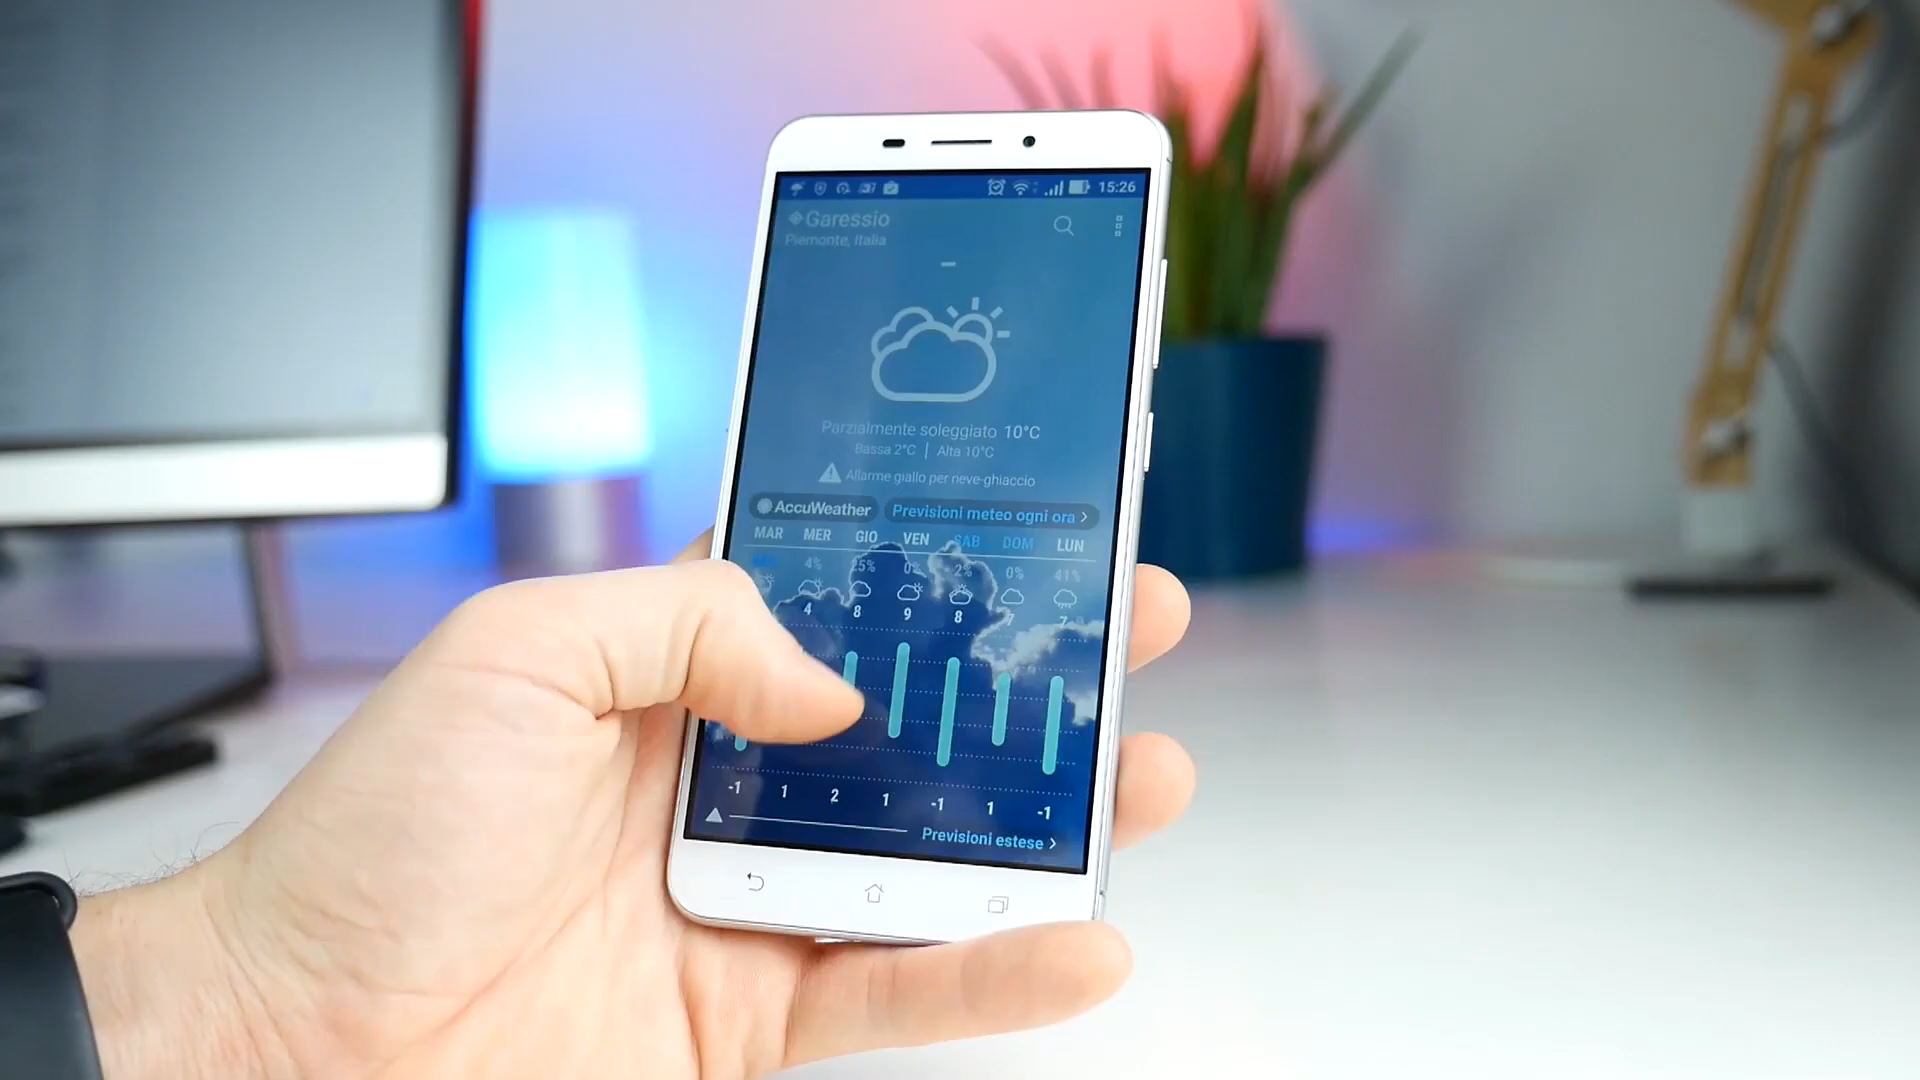 15:26
Garessio
Piemonte, Italia
Parzialmente soleggiato 10°C
Bassa 2°C | Alta 10°C
Allarme giallo per neve-ghiaccio
AccuWeather Previsioni meteo ogni ora >
MAR MER GIO VEN SAB DOM LUN
4% 25% 0% 2% 0% 41%
4 8 9 8 7 7
-1 1 2 1 -1 1 -1
Previsioni estese >